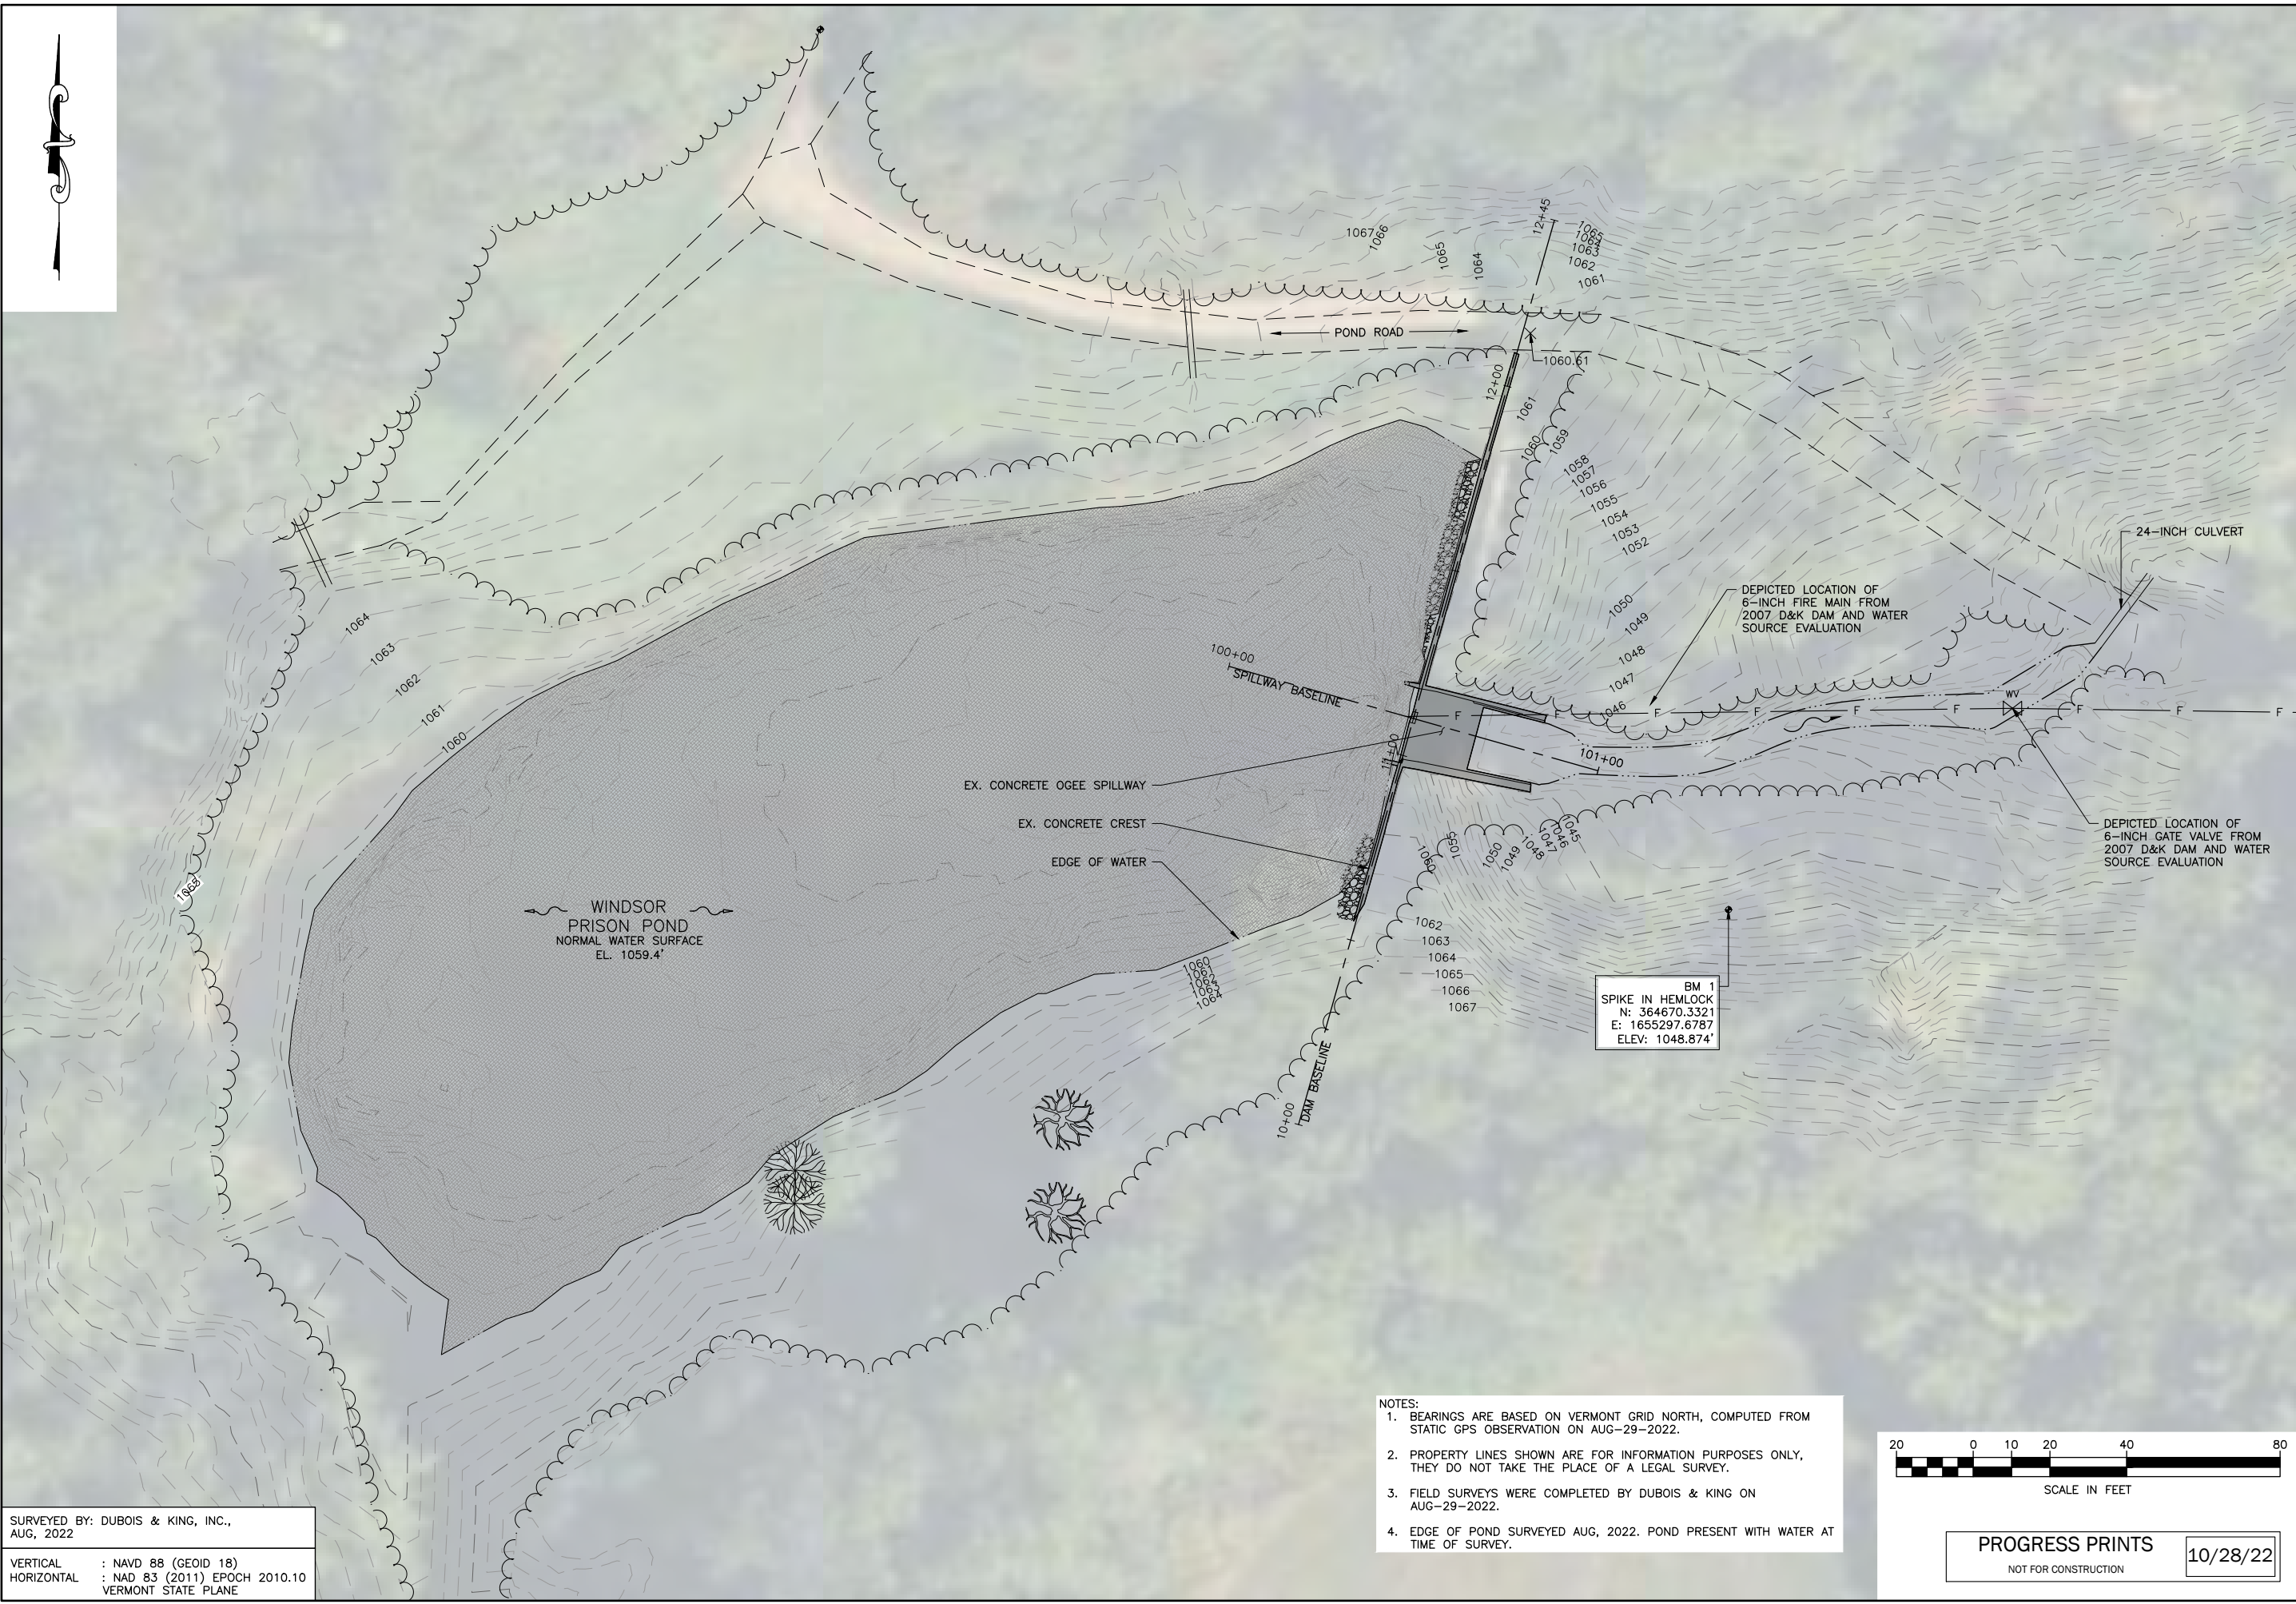 12+45
1067
1066
1065
1064
1065
1064
1063
1062
1061
POND ROAD
1060.61
12+00
1061
1060
1059
1058
1057
1056
1055
1054
1053
1052
1050
1049
1048
1047
1046
24-INCH CULVERT
DEPICTED LOCATION OF
6-INCH FIRE MAIN FROM
2007 D&K DAM AND WATER
SOURCE EVALUATION
1064
1063
1062
1061
1060
100+00
SPILLWAY BASELINE
F
F
F
F
F
F
F
F
WV
101+00
11+00
EX. CONCRETE OGEE SPILLWAY
EX. CONCRETE CREST
EDGE OF WATER
DEPICTED LOCATION OF
6-INCH GATE VALVE FROM
2007 D&K DAM AND WATER
SOURCE EVALUATION
1060
1055
1050
1049
1048
1047
1046
1045
1065
WINDSOR
PRISON POND
NORMAL WATER SURFACE
EL. 1059.4'
1062
1063
1064
1065
1066
1067
1060
1061
1062
1063
1064
BM 1
SPIKE IN HEMLOCK
N: 364670.3321
E: 1655297.6787
ELEV: 1048.874'
DAM BASELINE
10+00
NOTES:
1. BEARINGS ARE BASED ON VERMONT GRID NORTH, COMPUTED FROM
STATIC GPS OBSERVATION ON AUG-29-2022.
2. PROPERTY LINES SHOWN ARE FOR INFORMATION PURPOSES ONLY,
THEY DO NOT TAKE THE PLACE OF A LEGAL SURVEY.
3. FIELD SURVEYS WERE COMPLETED BY DUBOIS & KING ON
AUG-29-2022.
4. EDGE OF POND SURVEYED AUG, 2022. POND PRESENT WITH WATER AT
TIME OF SURVEY.
20 0 10 20 40 80
SCALE IN FEET
PROGRESS PRINTS
NOT FOR CONSTRUCTION
10/28/22
SURVEYED BY: DUBOIS & KING, INC.,
AUG, 2022
VERTICAL : NAVD 88 (GEOID 18)
HORIZONTAL : NAD 83 (2011) EPOCH 2010.10
VERMONT STATE PLANE